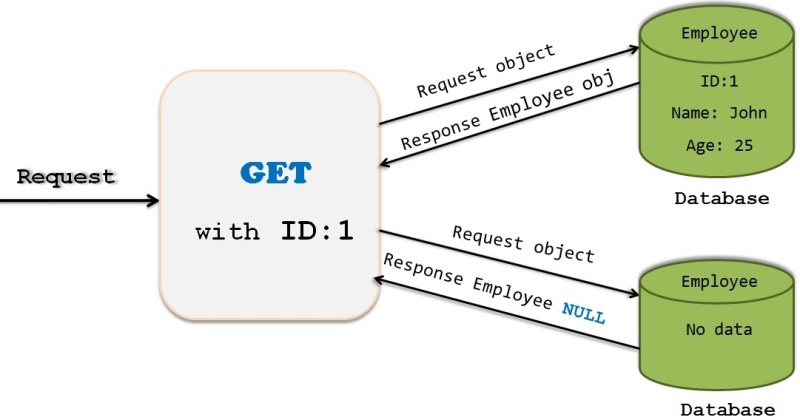 Request
GET
with ID:1
Request object
Response Employee obj
Employee
ID:1
Name: John
Age: 25
Database
Request object
Response Employee NULL
Employee
No data
Database